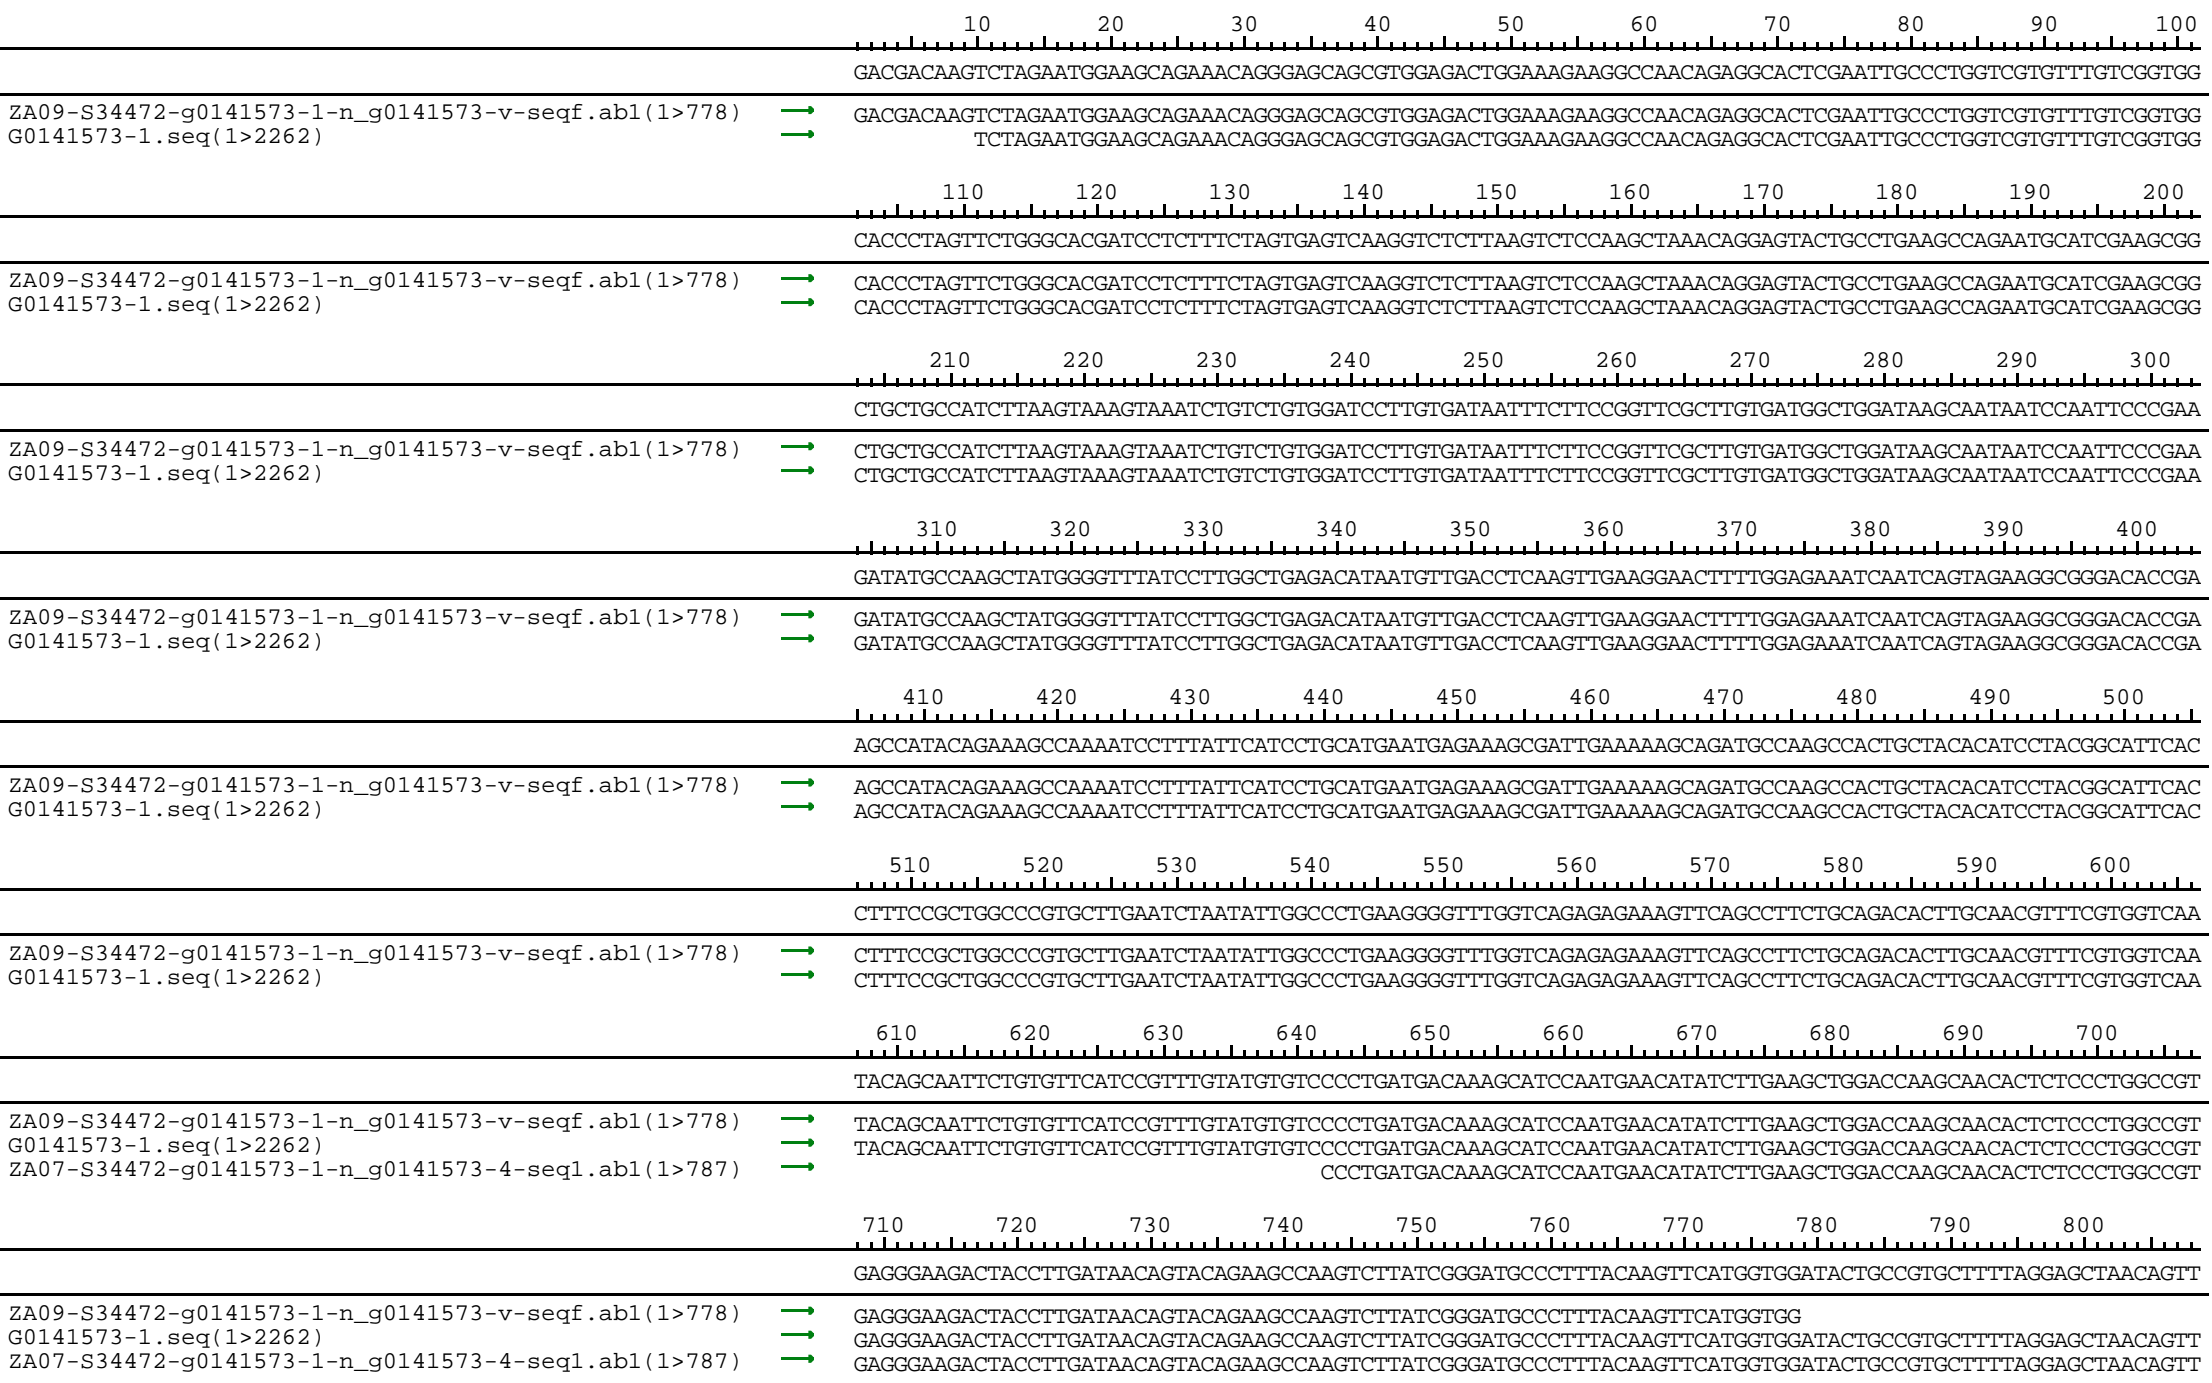 10 20 30 40 50 60 70 80 90 100
GACGACAAGTCTAGAATGGAAGCAGAAACAGGGAGCAGCGTGGAGACTGGAAAGAAGGCCAACAGAGGCACTCGAATTGCCCTGGTCGTGTTTGTCGGTGG
ZA09-S34472-g0141573-1-n_g0141573-v-seqf.ab1(1>778) GACGACAAGTCTAGAATGGAAGCAGAAACAGGGAGCAGCGTGGAGACTGGAAAGAAGGCCAACAGAGGCACTCGAATTGCCCTGGTCGTGTTTGTCGGTGG
G0141573-1.seq(1>2262) TCTAGAATGGAAGCAGAAACAGGGAGCAGCGTGGAGACTGGAAAGAAGGCCAACAGAGGCACTCGAATTGCCCTGGTCGTGTTTGTCGGTGG
110 120 130 140 150 160 170 180 190 200
CACCCTAGTTCTGGGCACGATCCTCTTTCTAGTGAGTCAAGGTCTCTTAAGTCTCCAAGCTAAACAGGAGTACTGCCTGAAGCCAGAATGCATCGAAGCGG
ZA09-S34472-g0141573-1-n_g0141573-v-seqf.ab1(1>778) CACCCTAGTTCTGGGCACGATCCTCTTTCTAGTGAGTCAAGGTCTCTTAAGTCTCCAAGCTAAACAGGAGTACTGCCTGAAGCCAGAATGCATCGAAGCGG
G0141573-1.seq(1>2262) CACCCTAGTTCTGGGCACGATCCTCTTTCTAGTGAGTCAAGGTCTCTTAAGTCTCCAAGCTAAACAGGAGTACTGCCTGAAGCCAGAATGCATCGAAGCGG
210 220 230 240 250 260 270 280 290 300
CTGCTGCCATCTTAAGTAAAGTAAATCTGTCTGTGGATCCTTGTGATAATTTCTTCCGGTTCGCTTGTGATGGCTGGATAAGCAATAATCCAATTCCCGAA
ZA09-S34472-g0141573-1-n_g0141573-v-seqf.ab1(1>778) CTGCTGCCATCTTAAGTAAAGTAAATCTGTCTGTGGATCCTTGTGATAATTTCTTCCGGTTCGCTTGTGATGGCTGGATAAGCAATAATCCAATTCCCGAA
G0141573-1.seq(1>2262) CTGCTGCCATCTTAAGTAAAGTAAATCTGTCTGTGGATCCTTGTGATAATTTCTTCCGGTTCGCTTGTGATGGCTGGATAAGCAATAATCCAATTCCCGAA
310 320 330 340 350 360 370 380 390 400
GATATGCCAAGCTATGGGGTTTATCCTTGGCTGAGACATAATGTTGACCTCAAGTTGAAGGAACTTTTGGAGAAATCAATCAGTAGAAGGCGGGACACCGA
ZA09-S34472-g0141573-1-n_g0141573-v-seqf.ab1(1>778) GATATGCCAAGCTATGGGGTTTATCCTTGGCTGAGACATAATGTTGACCTCAAGTTGAAGGAACTTTTGGAGAAATCAATCAGTAGAAGGCGGGACACCGA
G0141573-1.seq(1>2262) GATATGCCAAGCTATGGGGTTTATCCTTGGCTGAGACATAATGTTGACCTCAAGTTGAAGGAACTTTTGGAGAAATCAATCAGTAGAAGGCGGGACACCGA
410 420 430 440 450 460 470 480 490 500
AGCCATACAGAAAGCCAAAATCCTTTATTCATCCTGCATGAATGAGAAAGCGATTGAAAAAGCAGATGCCAAGCCACTGCTACACATCCTACGGCATTCAC
ZA09-S34472-g0141573-1-n_g0141573-v-seqf.ab1(1>778) AGCCATACAGAAAGCCAAAATCCTTTATTCATCCTGCATGAATGAGAAAGCGATTGAAAAAGCAGATGCCAAGCCACTGCTACACATCCTACGGCATTCAC
G0141573-1.seq(1>2262) AGCCATACAGAAAGCCAAAATCCTTTATTCATCCTGCATGAATGAGAAAGCGATTGAAAAAGCAGATGCCAAGCCACTGCTACACATCCTACGGCATTCAC
510 520 530 540 550 560 570 580 590 600
CTTTCCGCTGGCCCGTGCTTGAATCTAATATTGGCCCTGAAGGGGTTTGGTCAGAGAGAAAGTTCAGCCTTCTGCAGACACTTGCAACGTTTCGTGGTCAA
ZA09-S34472-g0141573-1-n_g0141573-v-seqf.ab1(1>778) CTTTCCGCTGGCCCGTGCTTGAATCTAATATTGGCCCTGAAGGGGTTTGGTCAGAGAGAAAGTTCAGCCTTCTGCAGACACTTGCAACGTTTCGTGGTCAA
G0141573-1.seq(1>2262) CTTTCCGCTGGCCCGTGCTTGAATCTAATATTGGCCCTGAAGGGGTTTGGTCAGAGAGAAAGTTCAGCCTTCTGCAGACACTTGCAACGTTTCGTGGTCAA
610 620 630 640 650 660 670 680 690 700
TACAGCAATTCTGTGTTCATCCGTTTGTATGTGTCCCCTGATGACAAAGCATCCAATGAACATATCTTGAAGCTGGACCAAGCAACACTCTCCCTGGCCGT
ZA09-S34472-g0141573-1-n_g0141573-v-seqf.ab1(1>778) TACAGCAATTCTGTGTTCATCCGTTTGTATGTGTCCCCTGATGACAAAGCATCCAATGAACATATCTTGAAGCTGGACCAAGCAACACTCTCCCTGGCCGT
G0141573-1.seq(1>2262) TACAGCAATTCTGTGTTCATCCGTTTGTATGTGTCCCCTGATGACAAAGCATCCAATGAACATATCTTGAAGCTGGACCAAGCAACACTCTCCCTGGCCGT
ZA07-S34472-g0141573-1-n_g0141573-4-seq1.ab1(1>787) CCCTGATGACAAAGCATCCAATGAACATATCTTGAAGCTGGACCAAGCAACACTCTCCCTGGCCGT
710 720 730 740 750 760 770 780 790 800
GAGGGAAGACTACCTTGATAACAGTACAGAAGCCAAGTCTTATCGGGATGCCCTTTACAAGTTCATGGTGGATACTGCCGTGCTTTTAGGAGCTAACAGTT
ZA09-S34472-g0141573-1-n_g0141573-v-seqf.ab1(1>778) GAGGGAAGACTACCTTGATAACAGTACAGAAGCCAAGTCTTATCGGGATGCCCTTTACAAGTTCATGGTGG
G0141573-1.seq(1>2262) GAGGGAAGACTACCTTGATAACAGTACAGAAGCCAAGTCTTATCGGGATGCCCTTTACAAGTTCATGGTGGATACTGCCGTGCTTTTAGGAGCTAACAGTT
ZA07-S34472-g0141573-1-n_g0141573-4-seq1.ab1(1>787) GAGGGAAGACTACCTTGATAACAGTACAGAAGCCAAGTCTTATCGGGATGCCCTTTACAAGTTCATGGTGGATACTGCCGTGCTTTTAGGAGCTAACAGTT